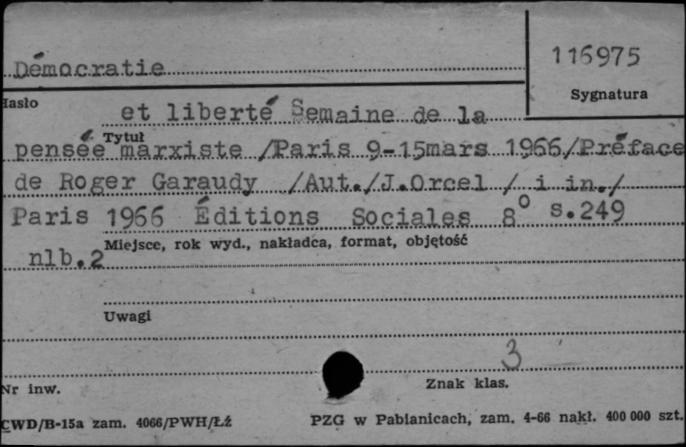 116975
Démocratie
Sygnatura
Hasło
et liberté Semaine de la
Tytuł
pensée marxiste /Paris 9-15mars 1966/Préface
de Roger Garaudy /Aut./J.Orcel / i in./
Paris 1966 Éditions Sociales 8° s.249
Miejsce, rok wyd., nakładca, format, objętość
nlb.2
Uwagi
3
Nr inw.
Znak klas.
CWD/B-15a zam. 4066/PWH/Łź
PZG w Pabianicach, zam. 4-66 nakł. 400 000 szt.